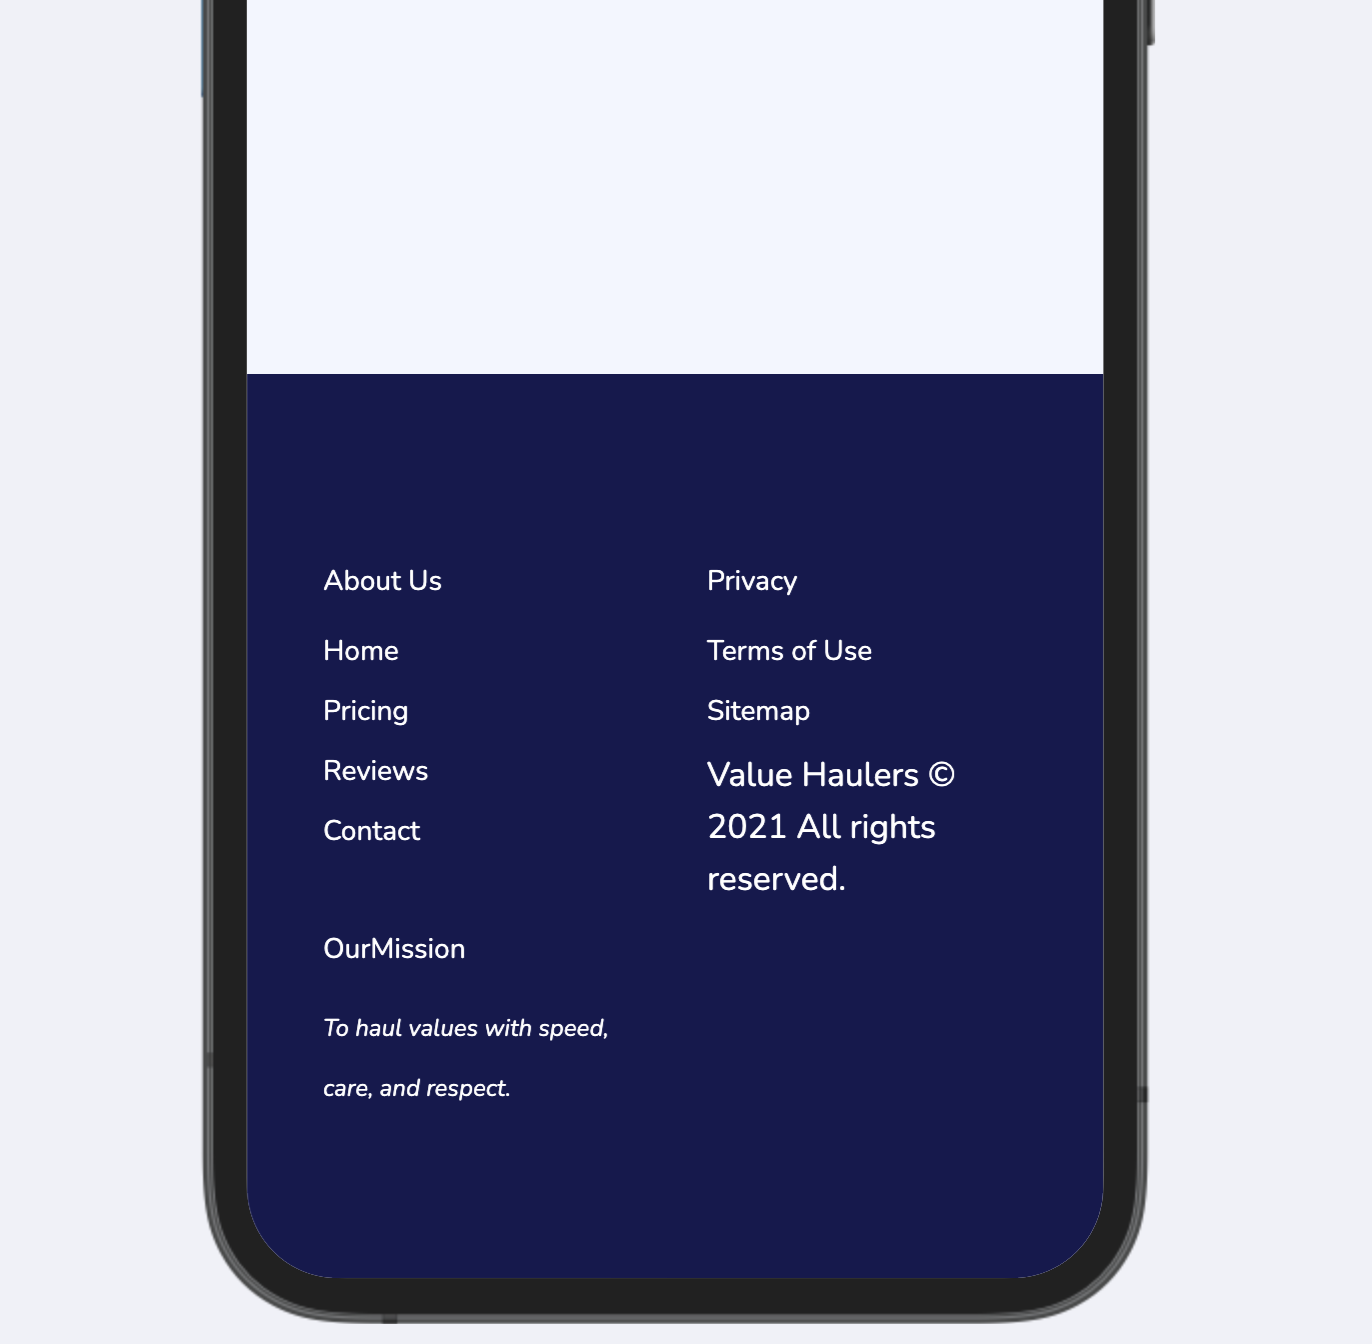 About Us
Home
Pricing
Reviews
Contact
OurMission
To haul values with speed,
care, and respect.
Privacy
Terms of Use
Sitemap
Value Haulers ©
2021 All rights
reserved.